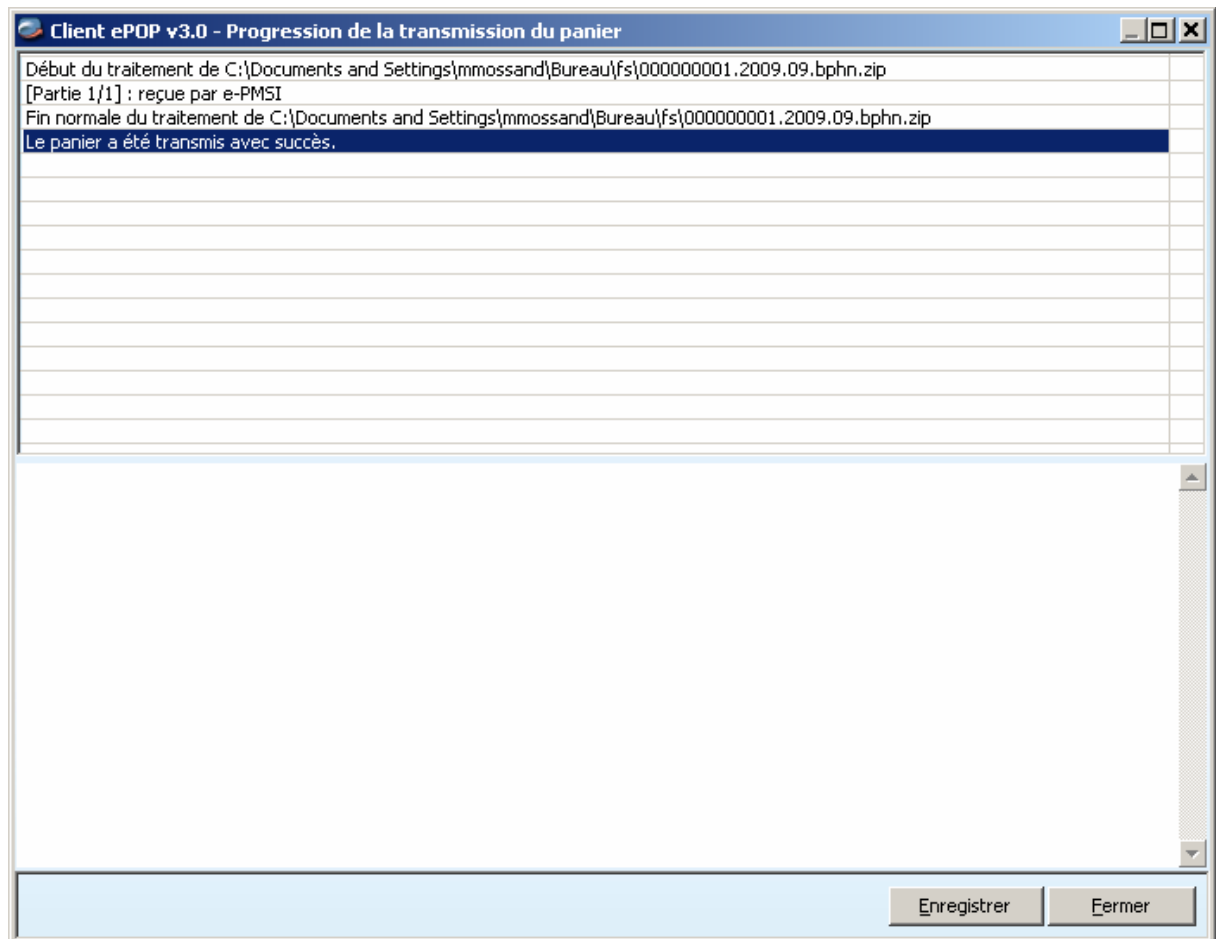 Client ePOP v3.0 - Progression de la transmission du panier
Début du traitement de C:\Documents and Settings\mmossand\Bureau\fs\000000001.2009.09.bphn.zip
[Partie 1/1] : reçue par e-PMSI
Fin normale du traitement de C:\Documents and Settings\mmossand\Bureau\fs\000000001.2009.09.bphn.zip
Le panier a été transmis avec succès.
Enregistrer
Fermer